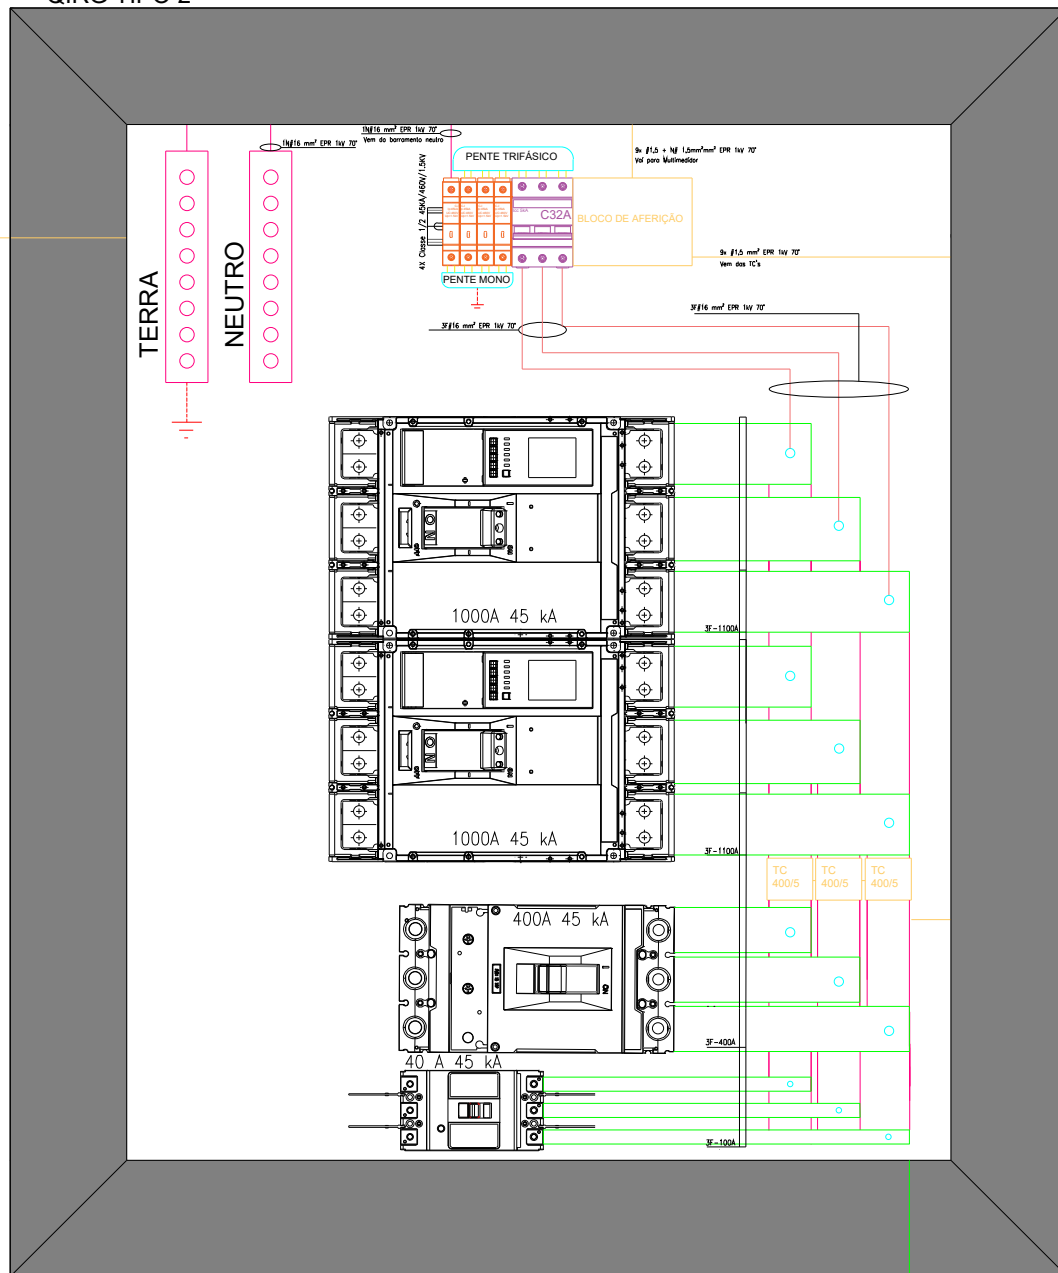 1N#16 mm² EPR 1kV 70°
Vem do barramento neutro
1N#16 mm² EPR 1kV 70°
PENTE TRIFÁSICO
9x #1,5 + N# 1,5mm²mm² EPR 1kV 70°
Vai para Multimedidor
4X Classe 1/2 45KA/460V/1.5KV
C32A
BLOCO DE AFERIÇÃO
9x #1,5 mm² EPR 1kV 70°
Vem das TC's
PENTE MONO
TERRA
NEUTRO
3F#16 mm² EPR 1kV 70°
3F#16 mm² EPR 1kV 70°
1000A 45 kA
3F-1100A
1000A 45 kA
3F-1100A
TC
400/5
TC
400/5
TC
400/5
400A 45 kA
ON
3F-400A
40 A 45 kA
3F-100A